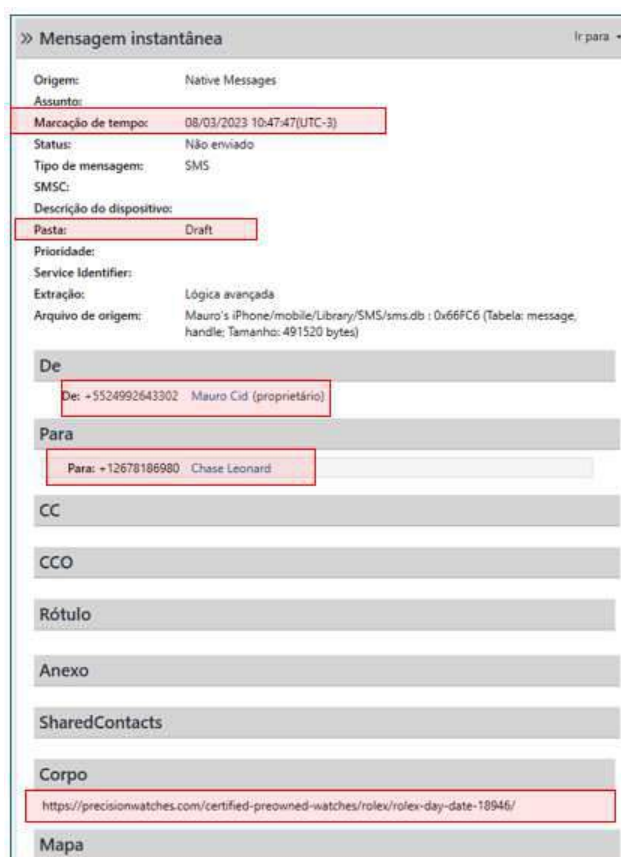 » Mensagem instantânea Ir para
Origem: Native Messages
Assunto:
Marcação de tempo: 08/03/2023 10:47:47(UTC-3)
Status: Não enviado
Tipo de mensagem: SMS
SMSC:
Descrição do dispositivo:
Pasta: Draft
Prioridade:
Service Identifier:
Extração: Lógica avançada
Arquivo de origem: Mauro's iPhone/mobile/Library/SMS/sms.db : 0x66FC6 (Tabela: message,
handle; Tamanho: 491520 bytes)
De
De: +5524992643302 Mauro Cid (proprietário)
Para
Para: +12678186980 Chase Leonard
CC
CCO
Rótulo
Anexo
SharedContacts
Corpo
https://precisionwatches.com/certified-preowned-watches/rolex/rolex-day-date-18946/
Mapa